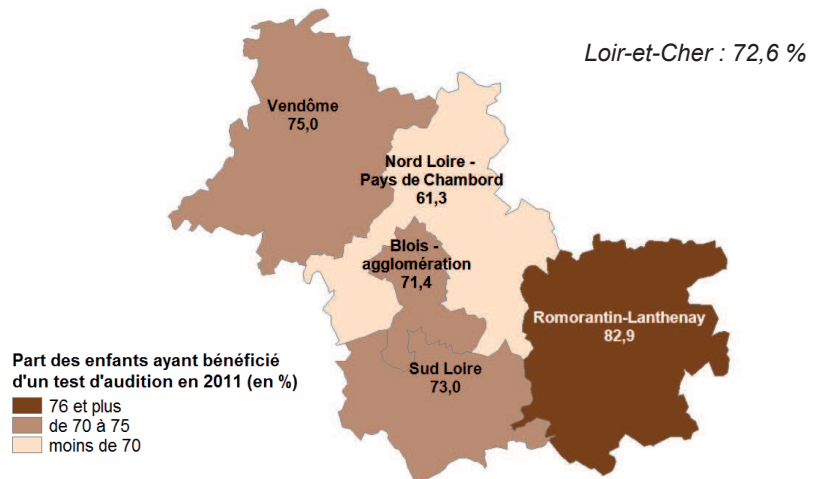 Loir-et-Cher : 72,6 %
Vendôme
75,0
Nord Loire -
Pays de Chambord
61,3
Blois -
agglomération
71,4
Romorantin-Lanthenay
82,9
Sud Loire
73,0
Part des enfants ayant bénéficié
d'un test d'audition en 2011 (en %)
76 et plus
de 70 à 75
moins de 70